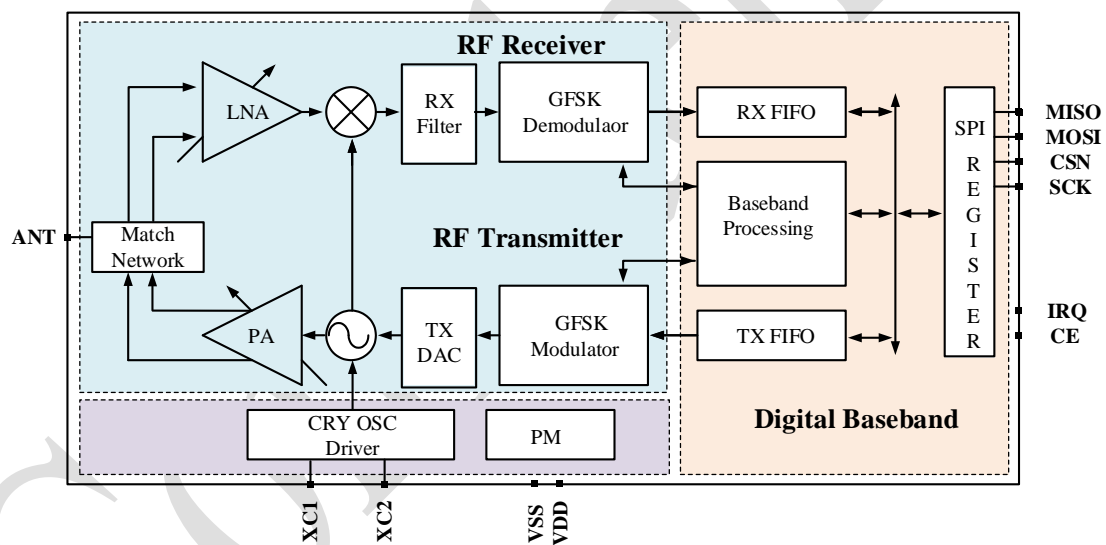 RF Receiver
LNA
RX
Filter
GFSK
Demodulaor
RX FIFO
SPI
R
E
G
I
S
T
E
R
MISO
MOSI
CSN
SCK
ANT
Match
Network
RF Transmitter
Baseband
Processing
PA
TX
DAC
GFSK
Modulator
TX FIFO
IRQ
CE
CRY OSC
Driver
PM
Digital Baseband
XC1
XC2
VSS
VDD